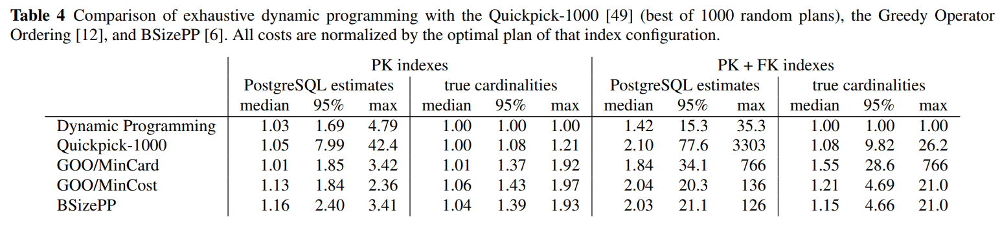 Table 4 Comparison of exhaustive dynamic programming with the Quickpick-1000 [49] (best of 1000 random plans), the Greedy Operator
Ordering [12], and BSizePP [6]. All costs are normalized by the optimal plan of that index configuration.
PK indexes PK + FK indexes
PostgreSQL estimates true cardinalities PostgreSQL estimates true cardinalities
median 95% max median 95% max median 95% max median 95% max
Dynamic Programming 1.03 1.69 4.79 1.00 1.00 1.00 1.42 15.3 35.3 1.00 1.00 1.00
Quickpick-1000 1.05 7.99 42.4 1.00 1.08 1.21 2.10 77.6 3303 1.08 9.82 26.2
GOO/MinCard 1.01 1.85 3.42 1.01 1.37 1.92 1.84 34.1 766 1.55 28.6 766
GOO/MinCost 1.13 1.84 2.36 1.06 1.43 1.97 2.04 20.3 136 1.21 4.69 21.0
BSizePP 1.16 2.40 3.41 1.04 1.39 1.93 2.03 21.1 126 1.15 4.66 21.0